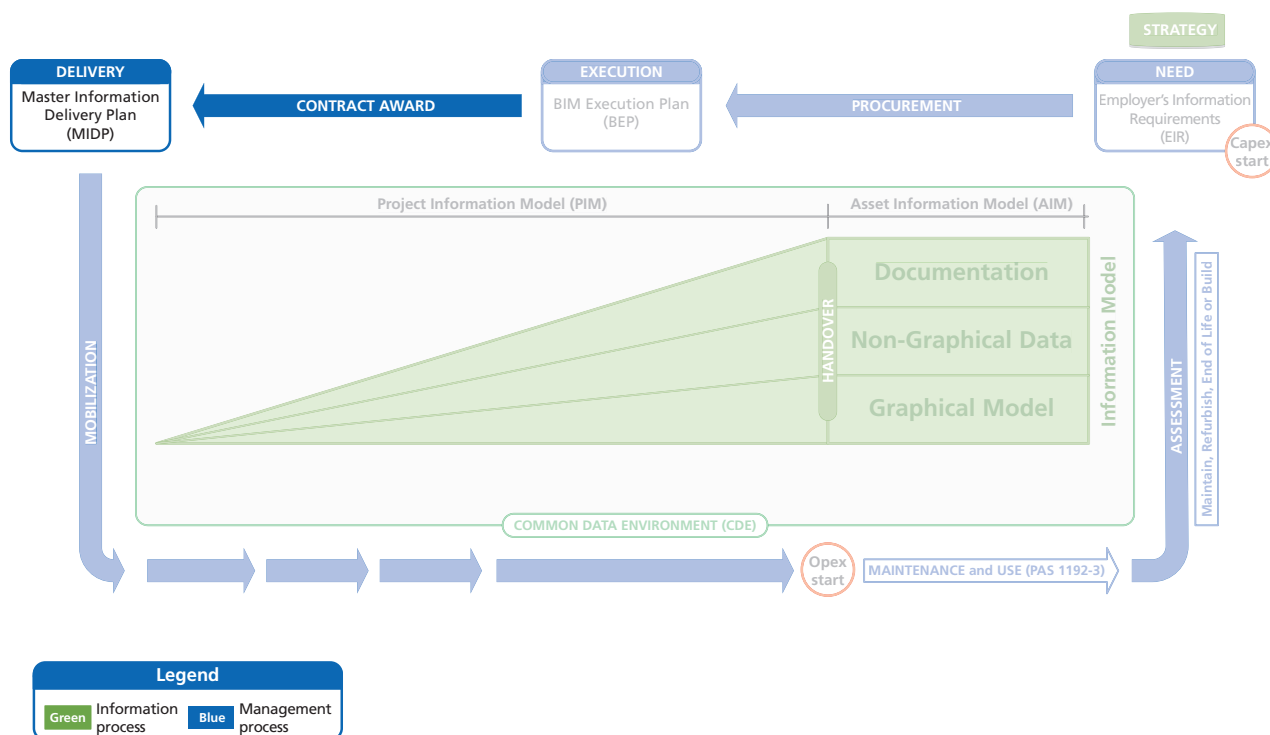 STRATEGY
DELIVERY
Master Information
Delivery Plan
(MIDP)
CONTRACT AWARD
EXECUTION
BIM Execution Plan
(BEP)
PROCUREMENT
NEED
Employer's Information
Requirements
(EIR)
Capex
start
Project Information Model (PIM)
Asset Information Model (AIM)
MOBILIZATION
HANDOVER
Documentation
Non-Graphical Data
Graphical Model
Information Model
ASSESSMENT
Maintain, Refurbish, End of Life or Build
COMMON DATA ENVIRONMENT (CDE)
Opex
start
MAINTENANCE and USE (PAS 1192-3)
Legend
Green
Information
process
Blue
Management
process